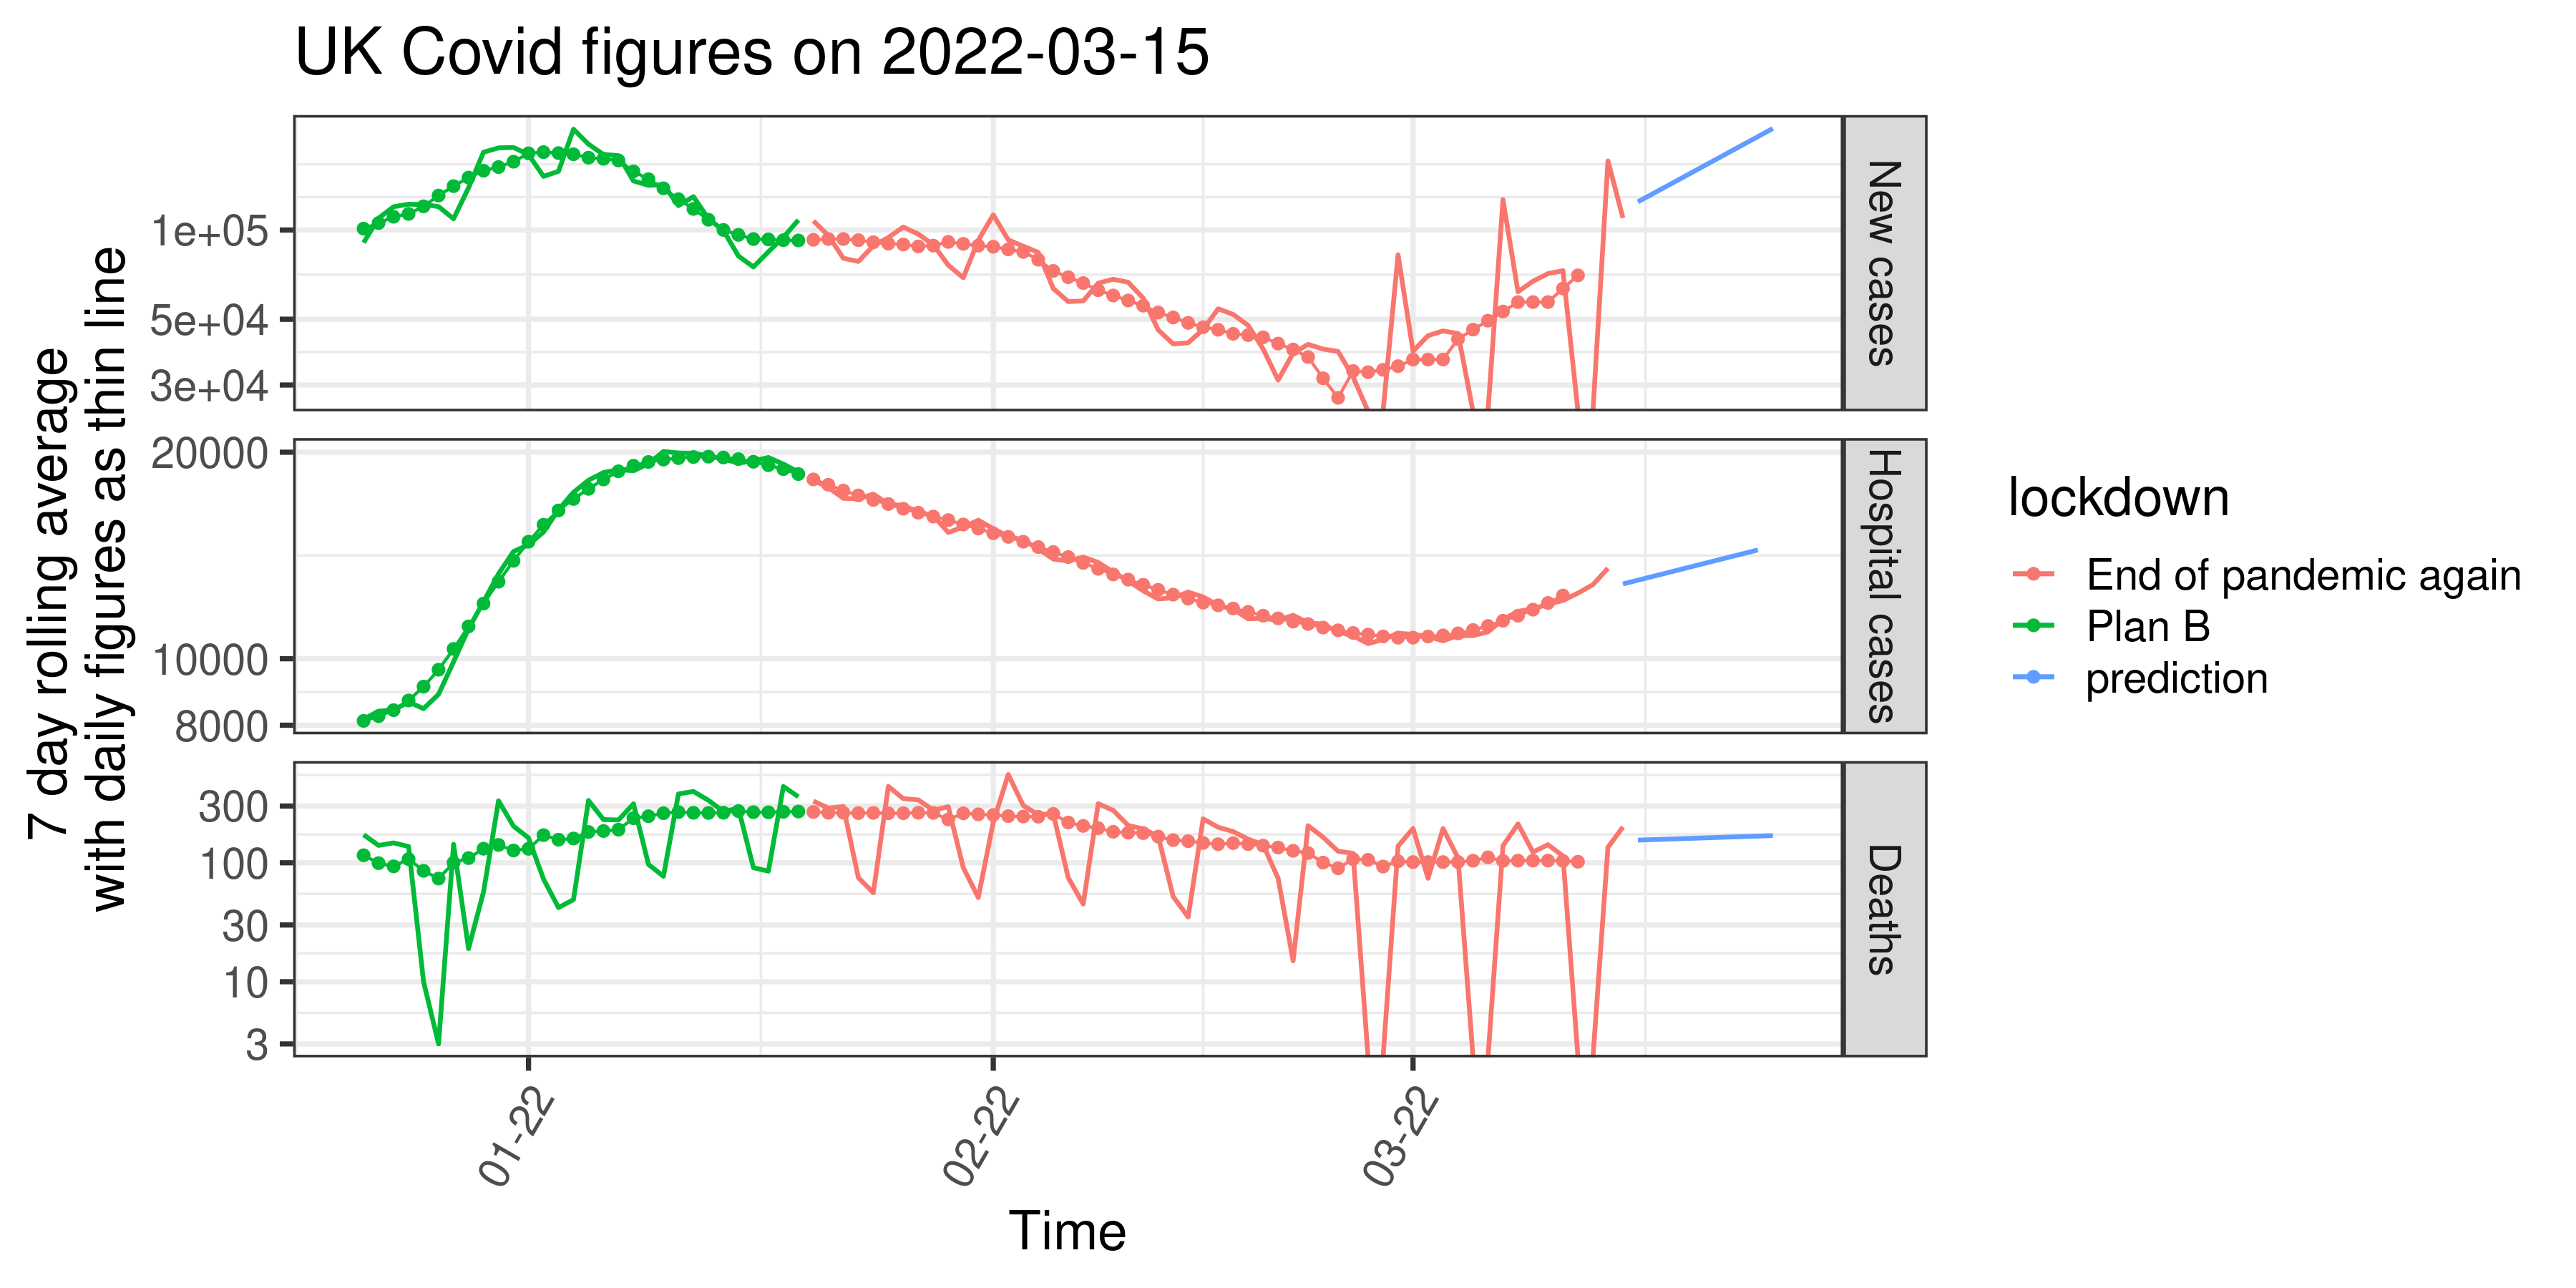 UK Covid figures on 2022-03-15
7 day rolling average
with daily figures as thin line
1e+05
5e+04
3e+04
New cases
20000
10000
8000
Hospital cases
300
100
30
10
3
Deaths
01-22
02-22
03-22
Time
lockdown
End of pandemic again
Plan B
prediction